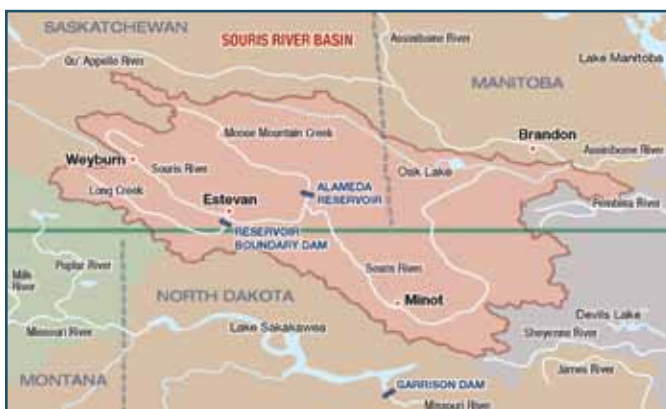 SASKATCHEWAN
SOURIS RIVER BASIN
Assiniboine River
Lake Manitoba
Qu' Appelle River
MANITOBA
Moose Mountain Creek
Brandon
Weyburn
Assiniboine River
Souris River
Oak Lake
Long Creek
Estevan
ALAMEDA
RESERVOIR
Pembina River
RESERVOIR
BOUNDARY DAM
Poplar River
Souris River
Milk
River
NORTH DAKOTA
Minot
Devils Lake
Missouri River
Lake Sakakawea
Sheyenne River
James River
MONTANA
GARRISON DAM
Missouri River